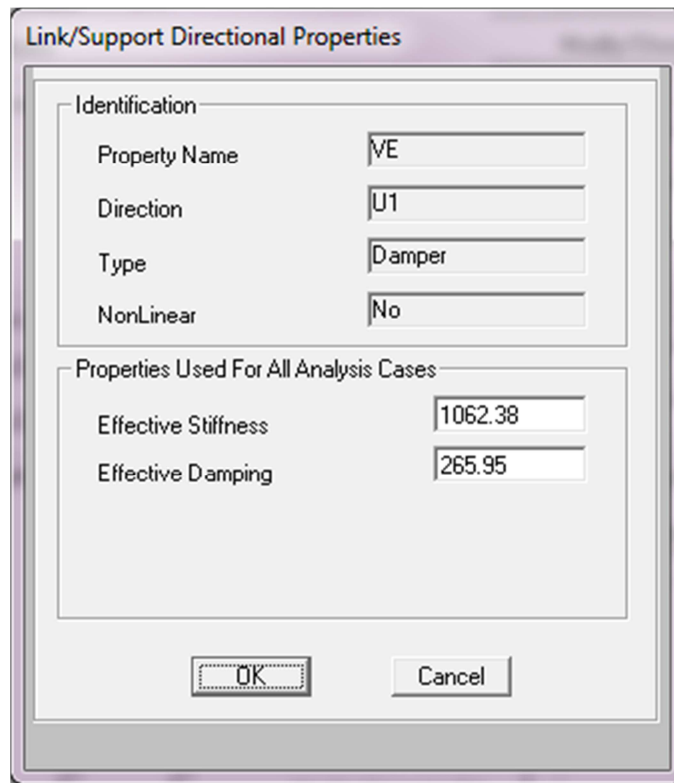 Link/Support Directional Properties
Identification
Property Name VE
Direction U1
Type Damper
NonLinear No
Properties Used For All Analysis Cases
Effective Stiffness 1062.38
Effective Damping 265.95
OK Cancel